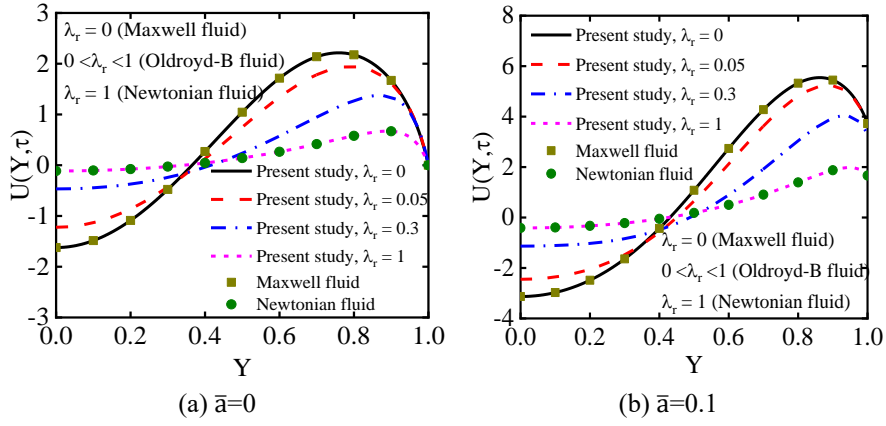 λr = 0 (Maxwell fluid)
0 <λr <1 (Oldroyd-B fluid)
λr = 1 (Newtonian fluid)
Present study, λr = 0
Present study, λr = 0.05
Present study, λr = 0.3
Present study, λr = 1
Maxwell fluid
Newtonian fluid
3
2
1
0
-1
-2
-3
U(Y,τ)
0.0 0.2 0.4 0.6 0.8 1.0
Y
(a) a̅=0
Present study, λr = 0
Present study, λr = 0.05
Present study, λr = 0.3
Present study, λr = 1
Maxwell fluid
Newtonian fluid
λr = 0 (Maxwell fluid)
0 <λr <1 (Oldroyd-B fluid)
λr = 1 (Newtonian fluid)
8
6
4
2
0
-2
-4
U(Y,τ)
0.0 0.2 0.4 0.6 0.8 1.0
Y
(b) a̅=0.1